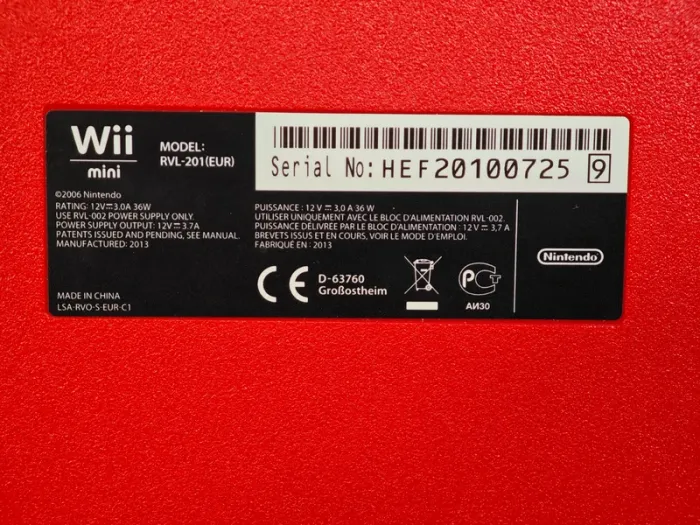 Wii
mini
MODEL:
RVL-201(EUR)
Serial No:HEF20100725 9
©2006 Nintendo
RATING: 12V⎓3.0A 36W
USE RVL-002 POWER SUPPLY ONLY.
POWER SUPPLY OUTPUT: 12V⎓3.7A
PATENTS ISSUED AND PENDING, SEE MANUAL.
MANUFACTURED: 2013
MADE IN CHINA
LSA-RVO-S-EUR-C1
PUISSANCE : 12 V⎓3,0 A 36 W
UTILISER UNIQUEMENT AVEC LE BLOC D'ALIMENTATION RVL-002.
PUISSANCE DÉLIVRÉE PAR LE BLOC D'ALIMENTATION : 12 V⎓3,7 A
BREVETS ISSUS ET EN COURS, VOIR LE MODE D'EMPLOI.
FABRIQUÉ EN : 2013
CE
D-63760
Großostheim
РСТ
АИ30
Nintendo